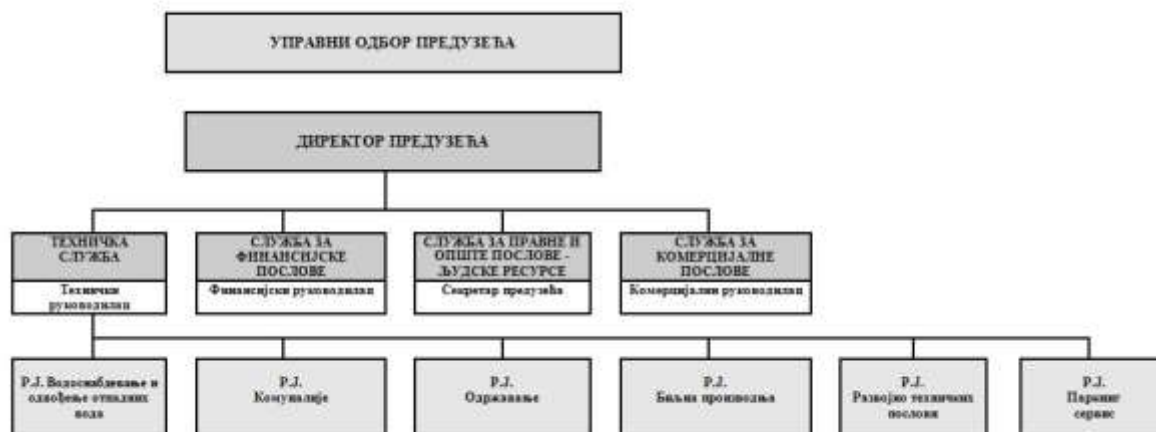 УПРАВНИ ОДБОР ПРЕДУЗЕЋА
ДИРЕКТОР ПРЕДУЗЕЋА
ТЕХНИЧКА
СЛУЖБА
Технички
руководилац
СЛУЖБА ЗА
ФИНАНСИЈСКЕ
ПОСЛОВЕ
Финансијски руководилац
СЛУЖБА ЗА ПРАВНЕ И
ОПШТЕ ПОСЛОВЕ -
ЉУДСКЕ РЕСУРСЕ
Секретар предузећа
СЛУЖБА ЗА
КОМЕРЦИЈАЛНЕ
ПОСЛОВЕ
Комерцијални руководилац
Р.Ј. Водоснабдевање и
одвођење отпадних
вода
Р.Ј.
Комуналије
Р.Ј.
Одржавање
Р.Ј.
Биљна производња
Р.Ј.
Развојно техничких
послови
Р.Ј.
Паркинг
сервис